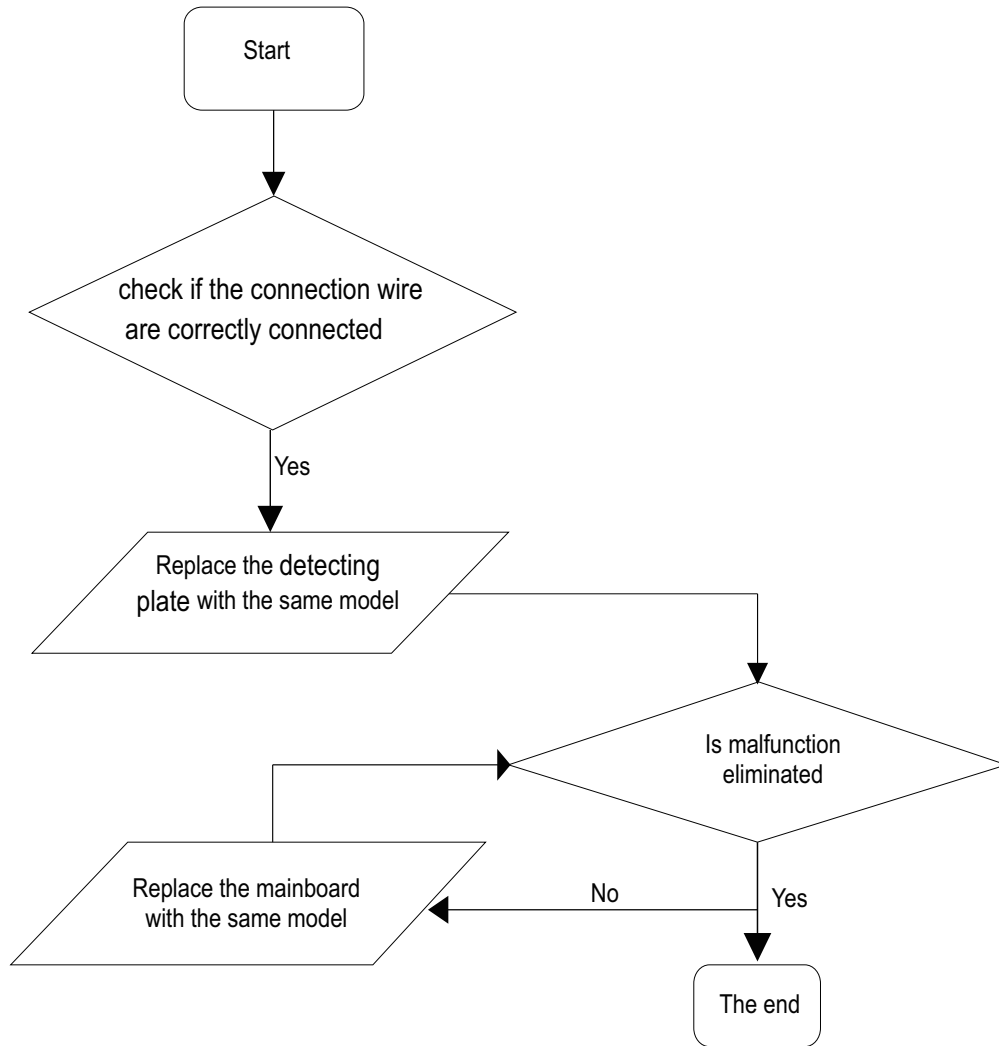 Start
check if the connection wire
are correctly connected
Yes
Replace the detecting
plate with the same model
Is malfunction
eliminated
Replace the mainboard
with the same model
No
Yes
The end